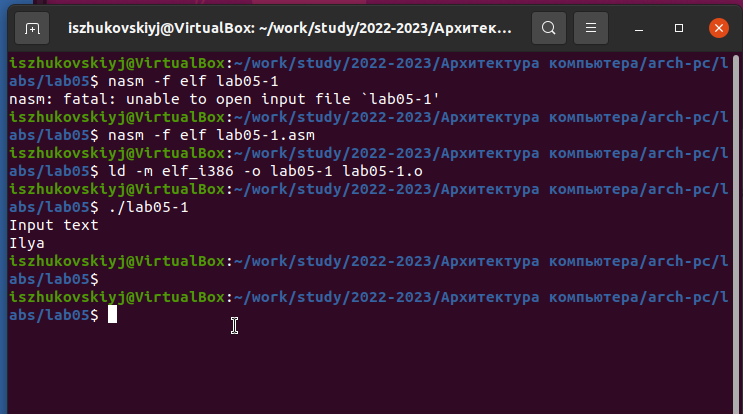 iszhukovskiyj@VirtualBox: ~/work/study/2022-2023/Архитек...
iszhukovskiyj@VirtualBox:~/work/study/2022-2023/Архитектура компьютера/arch-pc/l
abs/lab05$ nasm -f elf lab05-1
nasm: fatal: unable to open input file `lab05-1'
iszhukovskiyj@VirtualBox:~/work/study/2022-2023/Архитектура компьютера/arch-pc/l
abs/lab05$ nasm -f elf lab05-1.asm
iszhukovskiyj@VirtualBox:~/work/study/2022-2023/Архитектура компьютера/arch-pc/l
abs/lab05$ ld -m elf_i386 -o lab05-1 lab05-1.o
iszhukovskiyj@VirtualBox:~/work/study/2022-2023/Архитектура компьютера/arch-pc/l
abs/lab05$ ./lab05-1
Input text
Ilya
iszhukovskiyj@VirtualBox:~/work/study/2022-2023/Архитектура компьютера/arch-pc/l
abs/lab05$
iszhukovskiyj@VirtualBox:~/work/study/2022-2023/Архитектура компьютера/arch-pc/l
abs/lab05$